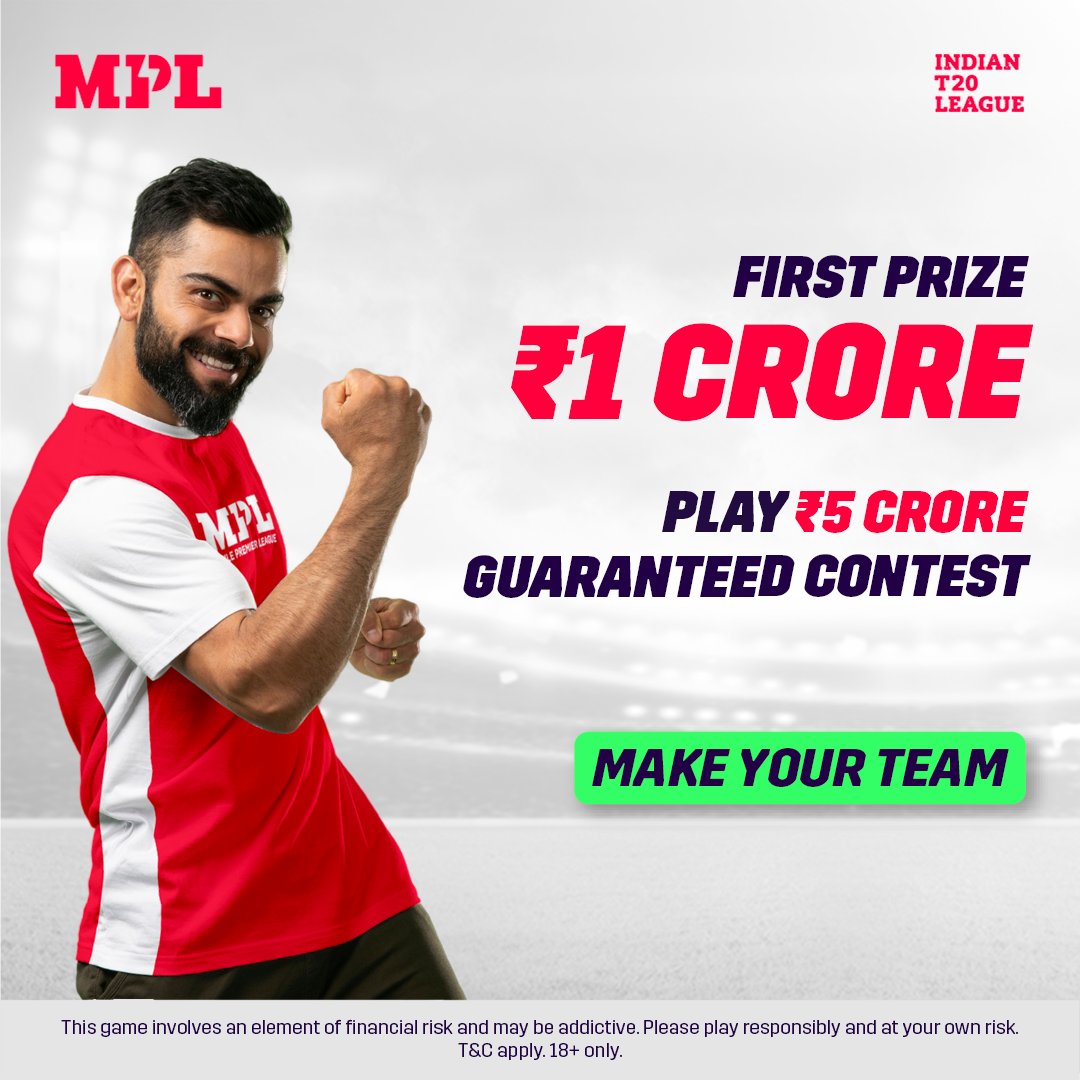 MPL
INDIAN
T20
LEAGUE
FIRST PRIZE
₹1 CRORE
PLAY ₹5 CRORE
GUARANTEED CONTEST
MPL
PREMIER LEAGUE
MAKE YOUR TEAM
This game involves an element of financial risk and may be addictive. Please play responsibly and at your own risk.
T&C apply. 18+ only.